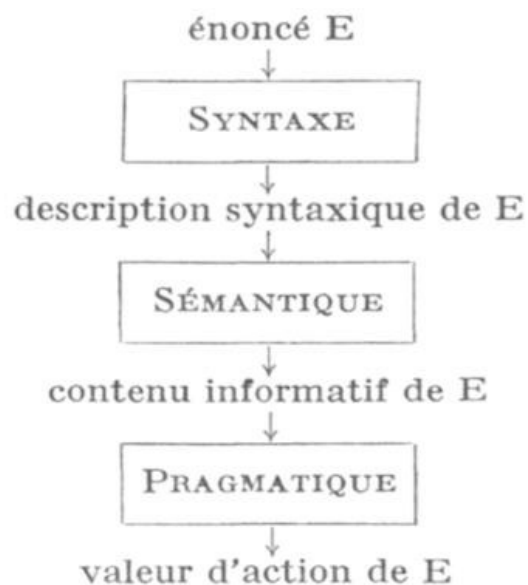 énoncé E
SYNTAXE
description syntaxique de E
SÉMANTIQUE
contenu informatif de E
PRAGMATIQUE
valeur d'action de E